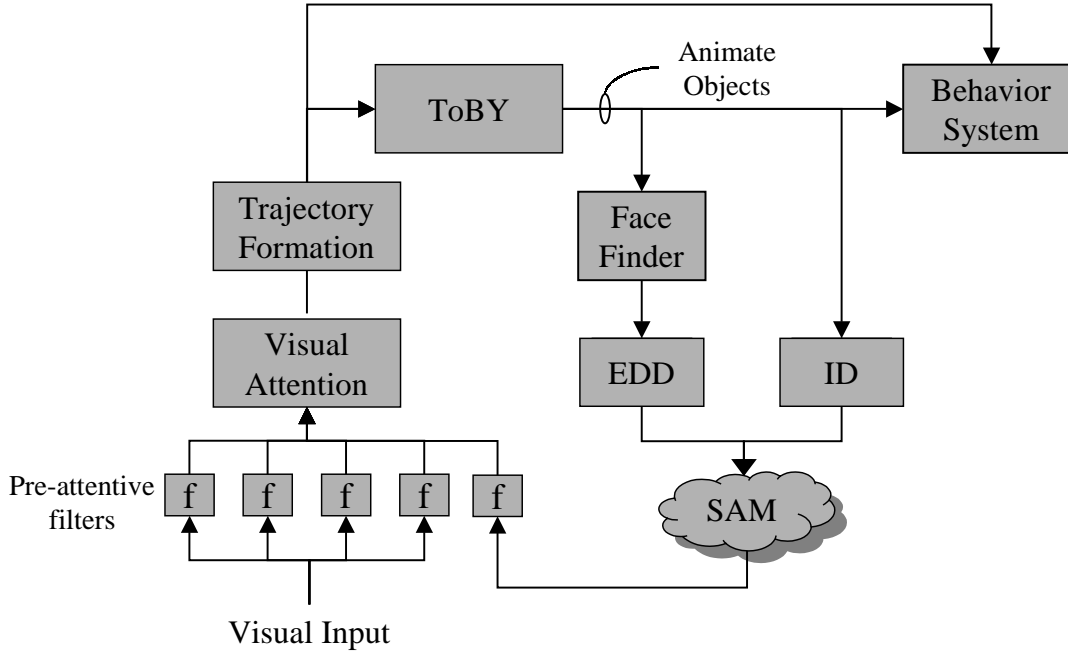 Animate
Objects
ToBY
Behavior
System
Trajectory
Formation
Face
Finder
Visual
Attention
EDD
ID
Pre-attentive
filters
f
f
f
f
f
SAM
Visual Input